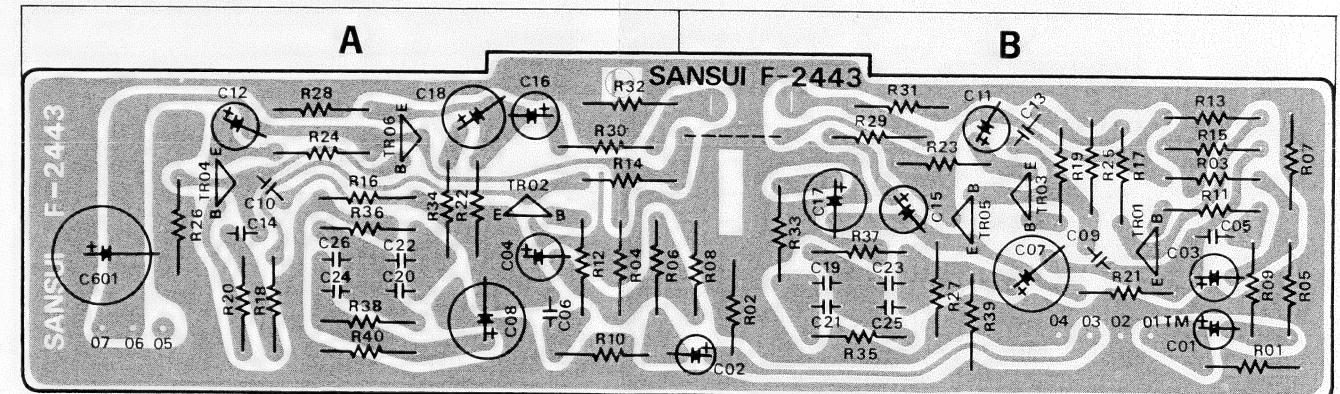 A
B
SANSUI F-2443
SANSUI F-2443
C12
R28
C18
C16
R32
R31
C11
C13
R13
E
TR06
B
R24
R30
R29
R15
R07
TR04
E
B
R14
R23
R19
R25
R17
R03
C10
R16
R34
R22
TR02
E
B
C17
C15
TR05
B
E
TR03
E
B
R11
R26
C14
R36
R33
TR01
B
E
C05
C26
C22
C04
R12
R04
R06
R08
R37
C07
C09
C03
C601
C24
C20
C19
C23
R27
R39
R21
R09
R05
R20
R18
R38
C08
C06
R02
C21
C25
04
03
02
01
TM
C01
07
06
05
R40
R10
C02
R35
R01